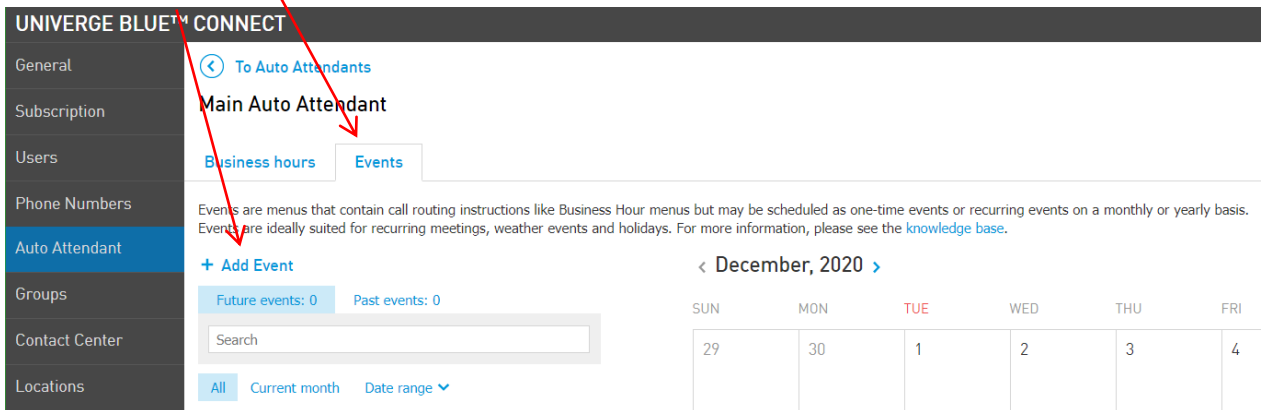 UNIVERGE BLUE™ CONNECT
General
Subscription
Users
Phone Numbers
Auto Attendant
Groups
Contact Center
Locations
To Auto Attendants
Main Auto Attendant
Business hours Events
Events are menus that contain call routing instructions like Business Hour menus but may be scheduled as one-time events or recurring events on a monthly or yearly basis.
Events are ideally suited for recurring meetings, weather events and holidays. For more information, please see the knowledge base.
+ Add Event
Future events: 0 Past events: 0
Search
All Current month Date range
< December, 2020 >
SUN MON TUE WED THU FRI
29 30 1 2 3 4